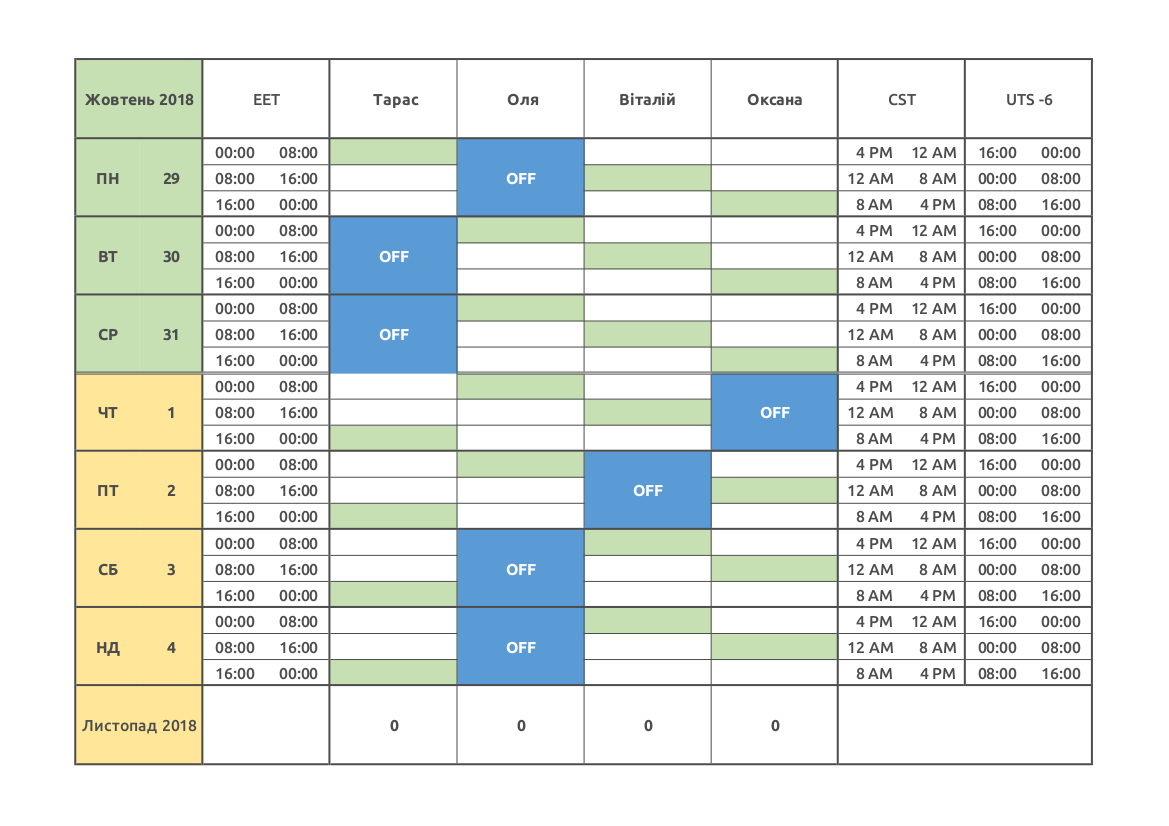 Жовтень 2018 EET Тарас Оля Віталій Оксана CST UTS -6
00:00 08:00 4 PM 12 AM 16:00 00:00
ПН 29 08:00 16:00 OFF 12 AM 8 AM 00:00 08:00
16:00 00:00 8 AM 4 PM 08:00 16:00
00:00 08:00 4 PM 12 AM 16:00 00:00
ВТ 30 08:00 16:00 OFF 12 AM 8 AM 00:00 08:00
16:00 00:00 8 AM 4 PM 08:00 16:00
00:00 08:00 4 PM 12 AM 16:00 00:00
СР 31 08:00 16:00 OFF 12 AM 8 AM 00:00 08:00
16:00 00:00 8 AM 4 PM 08:00 16:00
00:00 08:00 4 PM 12 AM 16:00 00:00
ЧТ 1 08:00 16:00 OFF 12 AM 8 AM 00:00 08:00
16:00 00:00 8 AM 4 PM 08:00 16:00
00:00 08:00 4 PM 12 AM 16:00 00:00
ПТ 2 08:00 16:00 OFF 12 AM 8 AM 00:00 08:00
16:00 00:00 8 AM 4 PM 08:00 16:00
00:00 08:00 4 PM 12 AM 16:00 00:00
СБ 3 08:00 16:00 OFF 12 AM 8 AM 00:00 08:00
16:00 00:00 8 AM 4 PM 08:00 16:00
00:00 08:00 4 PM 12 AM 16:00 00:00
НД 4 08:00 16:00 OFF 12 AM 8 AM 00:00 08:00
16:00 00:00 8 AM 4 PM 08:00 16:00
Листопад 2018 0 0 0 0